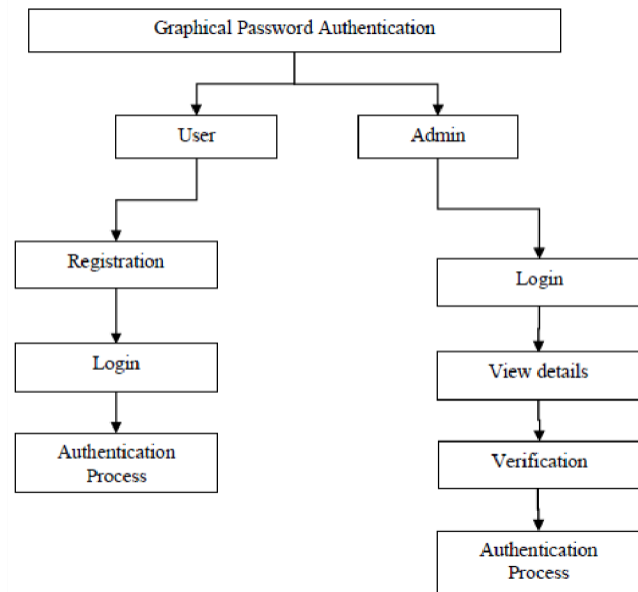 Graphical Password Authentication
User
Admin
Registration
Login
Authentication
Process
Login
View details
Verification
Authentication
Process